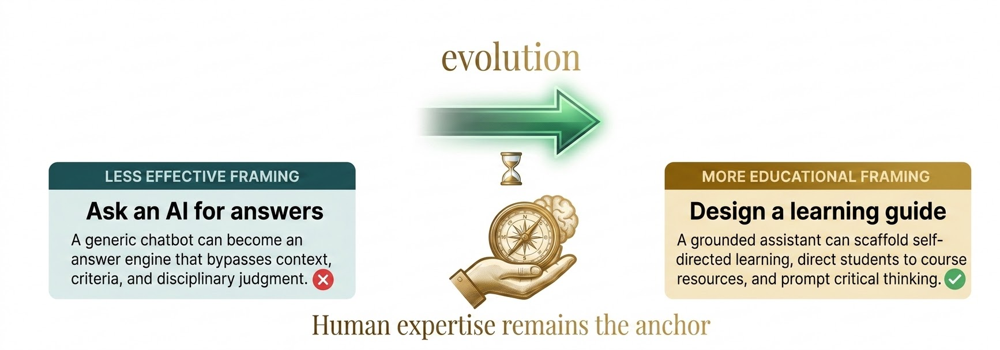 evolution
LESS EFFECTIVE FRAMING
Ask an AI for answers
A generic chatbot can become an
answer engine that bypasses context,
criteria, and disciplinary judgment.
MORE EDUCATIONAL FRAMING
Design a learning guide
A grounded assistant can scaffold self-
directed learning, direct students to course
resources, and prompt critical thinking.
N
S
Human expertise remains the anchor